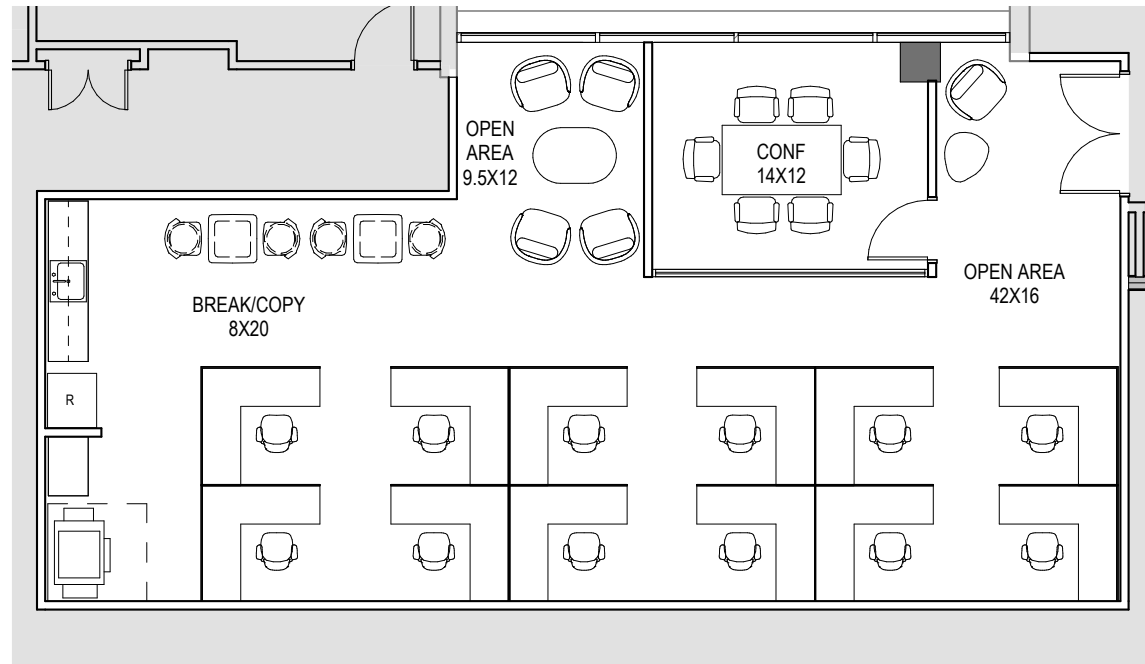 OPEN
AREA
9.5X12
CONF
14X12
OPEN AREA
42X16
BREAK/COPY
8X20
R